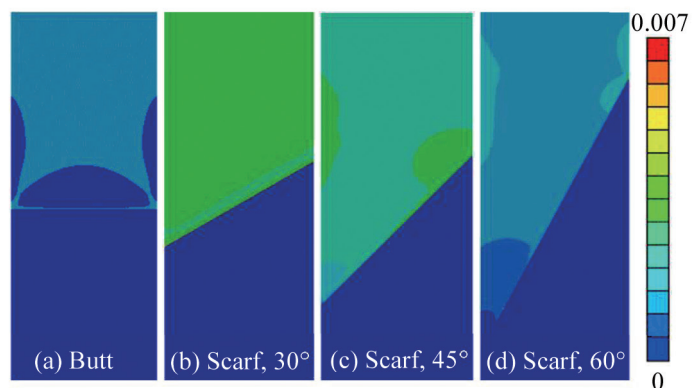 0.007
(a) Butt
(b) Scarf, 30°
(c) Scarf, 45°
(d) Scarf, 60°
0